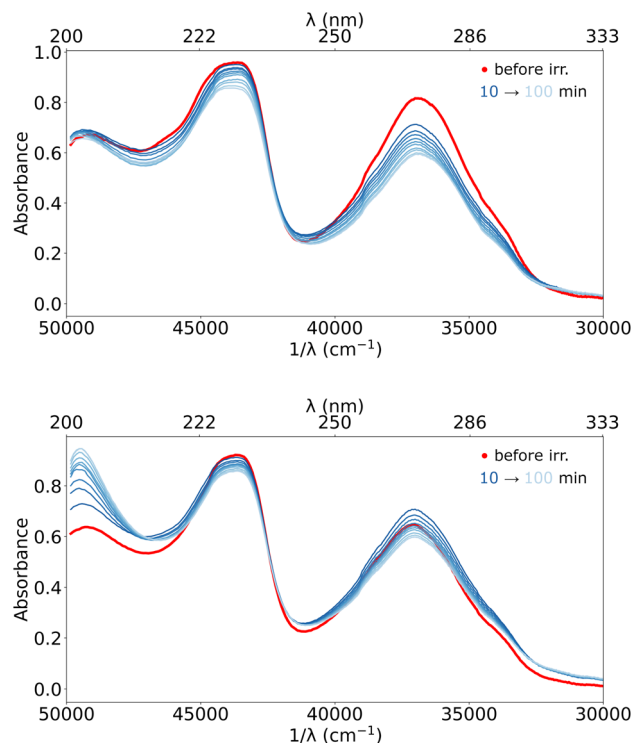 λ (nm)
200 222 250 286 333
1.0
0.8
0.6
0.4
0.2
0.0
Absorbance
before irr.
10 → 100 min
50000 45000 40000 35000 30000
1/λ (cm⁻¹)
λ (nm)
200 222 250 286 333
0.8
0.6
0.4
0.2
0.0
Absorbance
before irr.
10 → 100 min
50000 45000 40000 35000 30000
1/λ (cm⁻¹)